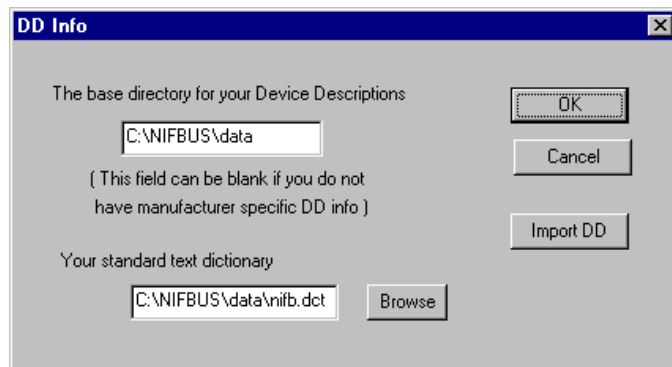 DD Info
The base directory for your Device Descriptions
C:\NIFBUS\data
( This field can be blank if you do not
have manufacturer specific DD info )
OK
Cancel
Import DD
Your standard text dictionary
C:\NIFBUS\data\nifb.dct
Browse